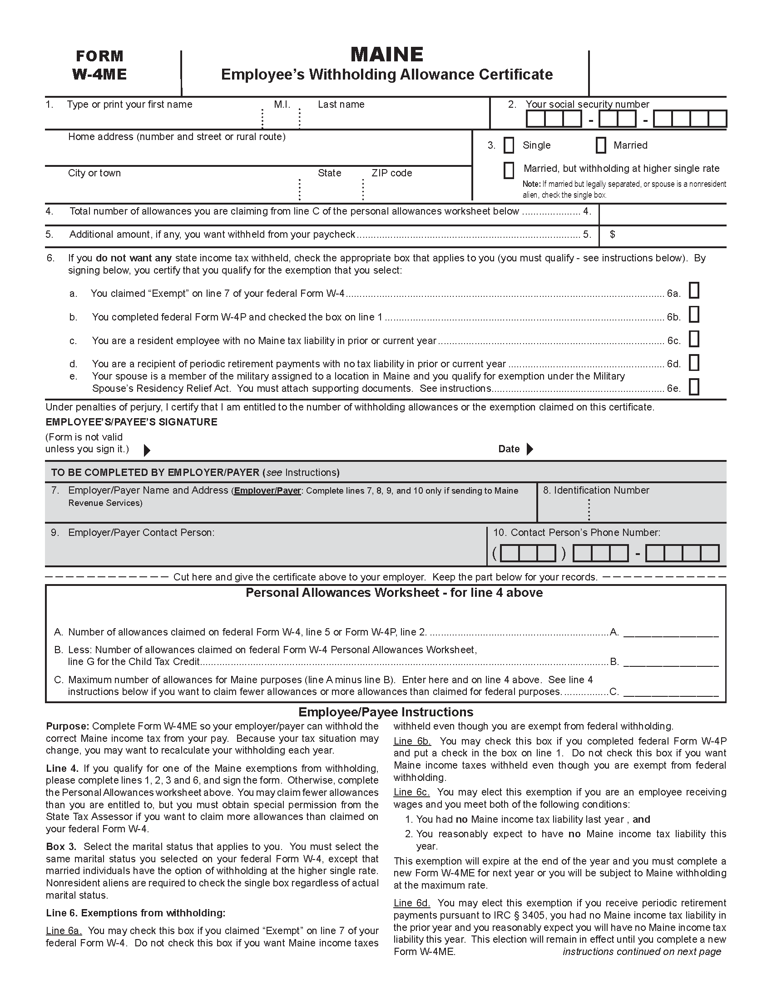 FORM
W-4ME
MAINE
Employee’s Withholding Allowance Certificate
1. Type or print your first name M.I. Last name
2. Your social security number
- -
Home address (number and street or rural route)
3. Single Married
Married, but withholding at higher single rate
Note: If married but legally separated, or spouse is a nonresident
alien, check the single box.
City or town State ZIP code
4. Total number of allowances you are claiming from line C of the personal allowances worksheet below ..................... 4.
5. Additional amount, if any, you want withheld from your paycheck................................................................................. 5. $
6. If you do not want any state income tax withheld, check the appropriate box that applies to you (you must qualify - see instructions below). By
signing below, you certify that you qualify for the exemption that you select:
a. You claimed “Exempt” on line 7 of your federal Form W-4................................................................................................................... 6a.
b. You completed federal Form W-4P and checked the box on line 1 ..................................................................................................... 6b.
c. You are a resident employee with no Maine tax liability in prior or current year.................................................................................. 6c.
d. You are a recipient of periodic retirement payments with no tax liability in prior or current year ........................................................ 6d.
e. Your spouse is a member of the military assigned to a location in Maine and you qualify for exemption under the Military
Spouse’s Residency Relief Act. You must attach supporting documents. See instructions.............................................................. 6e.
Under penalties of perjury, I certify that I am entitled to the number of withholding allowances or the exemption claimed on this certificate.
EMPLOYEE’S/PAYEE’S SIGNATURE
(Form is not valid
unless you sign it.) Date
TO BE COMPLETED BY EMPLOYER/PAYER (see Instructions)
7. Employer/Payer Name and Address (Employer/Payer: Complete lines 7, 8, 9, and 10 only if sending to Maine
Revenue Services)
8. Identification Number
9. Employer/Payer Contact Person:
10. Contact Person’s Phone Number:
( ) -
Cut here and give the certificate above to your employer. Keep the part below for your records.
Personal Allowances Worksheet - for line 4 above
A. Number of allowances claimed on federal Form W-4, line 5 or Form W-4P, line 2. .................................................................A. _________________
B. Less: Number of allowances claimed on federal Form W-4 Personal Allowances Worksheet,
line G for the Child Tax Credit....................................................................................................................................................B. _________________
C. Maximum number of allowances for Maine purposes (line A minus line B). Enter here and on line 4 above. See line 4
instructions below if you want to claim fewer allowances or more allowances than claimed for federal purposes. ................C. _________________
Employee/Payee Instructions
Purpose: Complete Form W-4ME so your employer/payer can withhold the
correct Maine income tax from your pay. Because your tax situation may
change, you may want to recalculate your withholding each year.
Line 4. If you qualify for one of the Maine exemptions from withholding,
please complete lines 1, 2, 3 and 6, and sign the form. Otherwise, complete
the Personal Allowances worksheet above. You may claim fewer allowances
than you are entitled to, but you must obtain special permission from the
State Tax Assessor if you want to claim more allowances than claimed on
your federal Form W-4.
Box 3. Select the marital status that applies to you. You must select the
same marital status you selected on your federal Form W-4, except that
married individuals have the option of withholding at the higher single rate.
Nonresident aliens are required to check the single box regardless of actual
marital status.
Line 6. Exemptions from withholding:
Line 6a. You may check this box if you claimed “Exempt” on line 7 of your
federal Form W-4. Do not check this box if you want Maine income taxes
withheld even though you are exempt from federal withholding.
Line 6b. You may check this box if you completed federal Form W-4P
and put a check in the box on line 1. Do not check this box if you want
Maine income taxes withheld even though you are exempt from federal
withholding.
Line 6c. You may elect this exemption if you are an employee receiving
wages and you meet both of the following conditions:
1. You had no Maine income tax liability last year , and
2. You reasonably expect to have no Maine income tax liability this
year.
This exemption will expire at the end of the year and you must complete a
new Form W-4ME for next year or you will be subject to Maine withholding
at the maximum rate.
Line 6d. You may elect this exemption if you receive periodic retirement
payments pursuant to IRC § 3405, you had no Maine income tax liability in
the prior year and you reasonably expect you will have no Maine income tax
liability this year. This election will remain in effect until you complete a new
Form W-4ME. instructions continued on next page